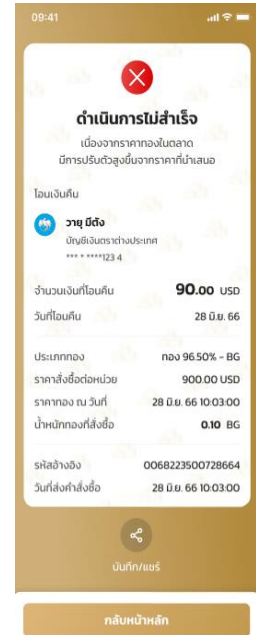 09:41
ดำเนินการไม่สำเร็จ
เนื่องจากราคาทองในตลาด
มีการปรับตัวสูงขึ้นจากราคาที่นำเสนอ
โอนเงินคืน
วายุ มีตัง
บัญชีเงินตราต่างประเทศ
*** * ****123 4
จำนวนเงินที่โอนคืน 90.00 USD
วันที่โอนคืน 28 มิ.ย. 66
ประเภททอง ทอง 96.50% - BG
ราคาสั่งซื้อต่อหน่วย 900.00 USD
ราคาทอง ณ วันที่ 28 มิ.ย. 66 10:03:00
น้ำหนักทองที่สั่งซื้อ 0.10 BG
รหัสอ้างอิง 0068223500728664
วันที่ส่งคำสั่งซื้อ 28 มิ.ย. 66 10:03:00
บันทึก/แชร์
กลับหน้าหลัก